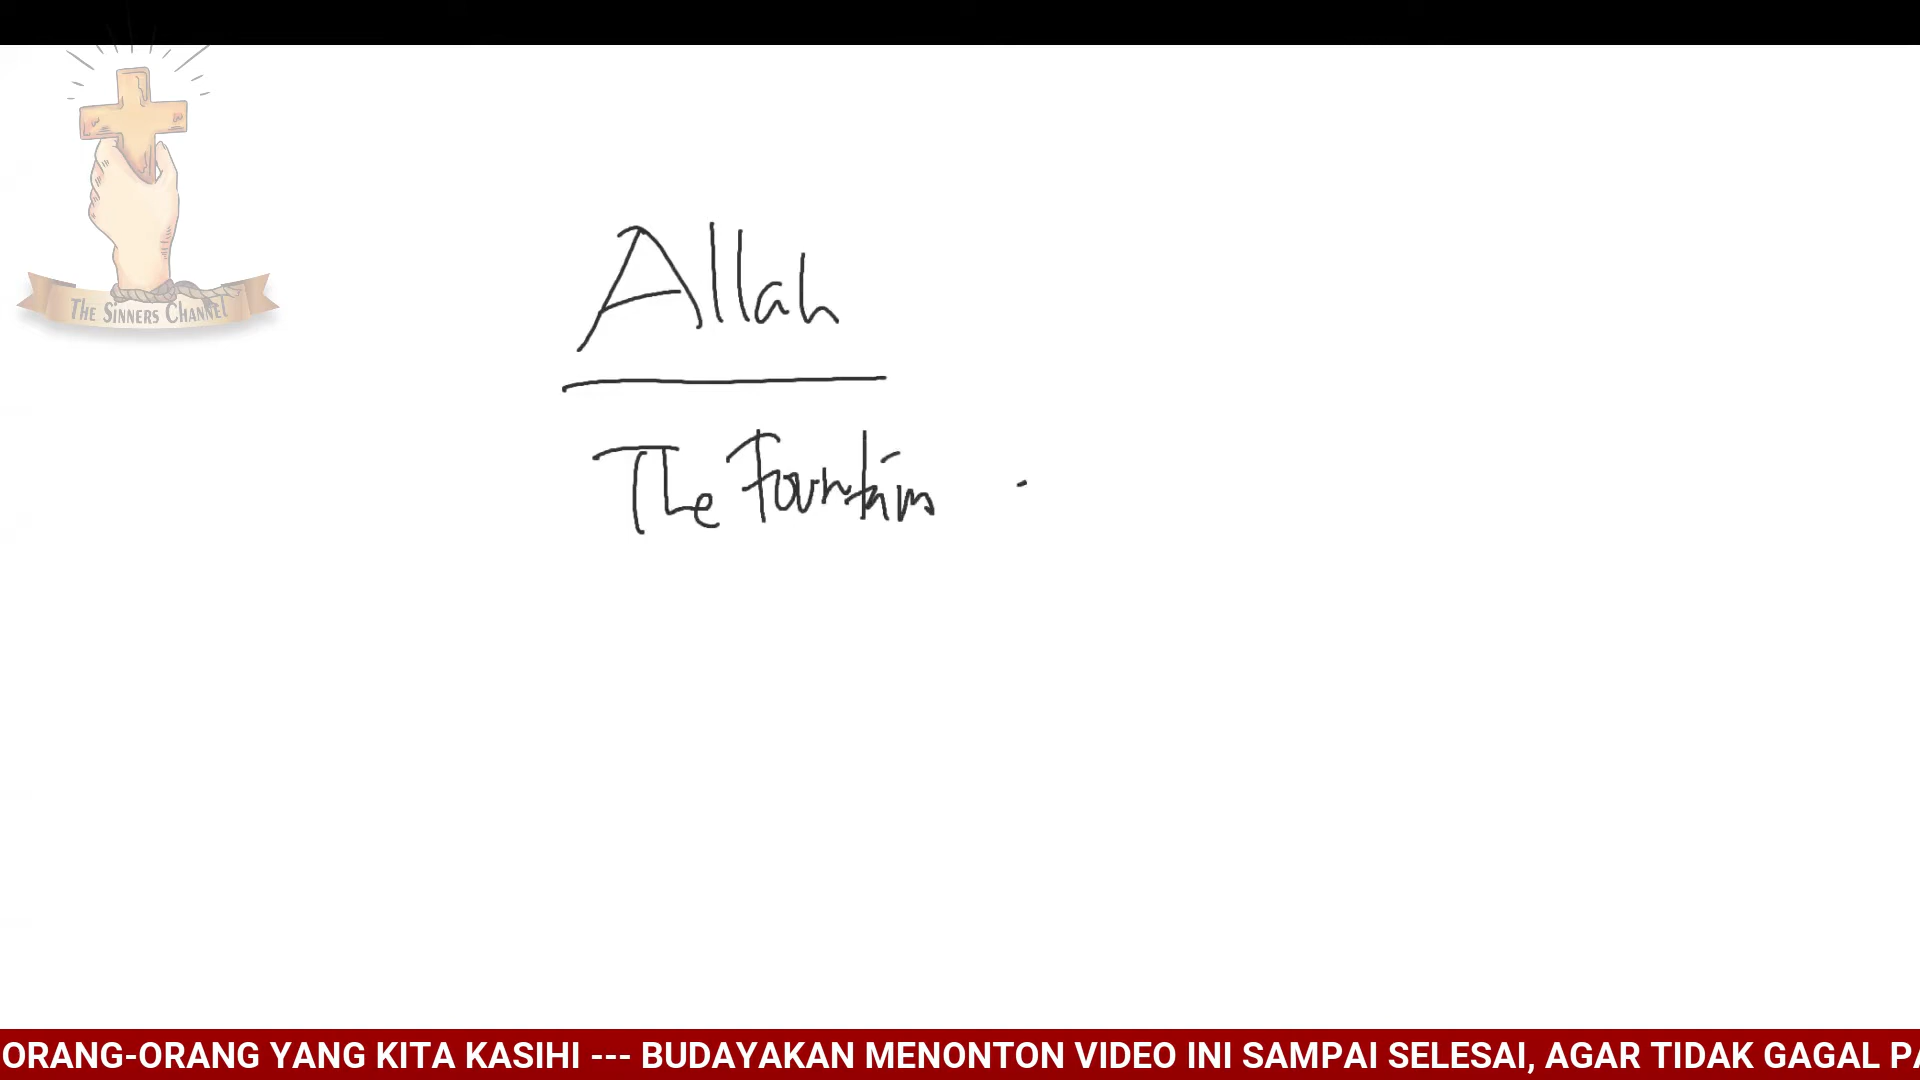 THE SINNERS CHANNEL
Allah
The Fountain
ORANG-ORANG YANG KITA KASIHI --- BUDAYAKAN MENONTON VIDEO INI SAMPAI SELESAI, AGAR TIDAK GAGAL PA